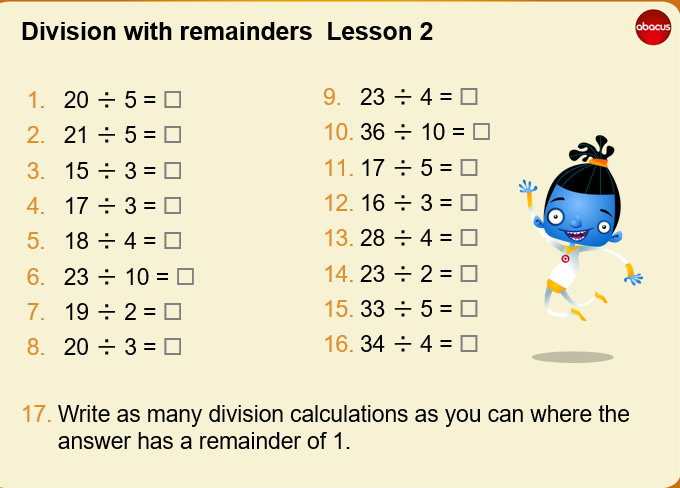 Division with remainders Lesson 2
abacus
1. 20 ÷ 5 = □
2. 21 ÷ 5 = □
3. 15 ÷ 3 = □
4. 17 ÷ 3 = □
5. 18 ÷ 4 = □
6. 23 ÷ 10 = □
7. 19 ÷ 2 = □
8. 20 ÷ 3 = □
9. 23 ÷ 4 = □
10. 36 ÷ 10 = □
11. 17 ÷ 5 = □
12. 16 ÷ 3 = □
13. 28 ÷ 4 = □
14. 23 ÷ 2 = □
15. 33 ÷ 5 = □
16. 34 ÷ 4 = □
17. Write as many division calculations as you can where the
answer has a remainder of 1.